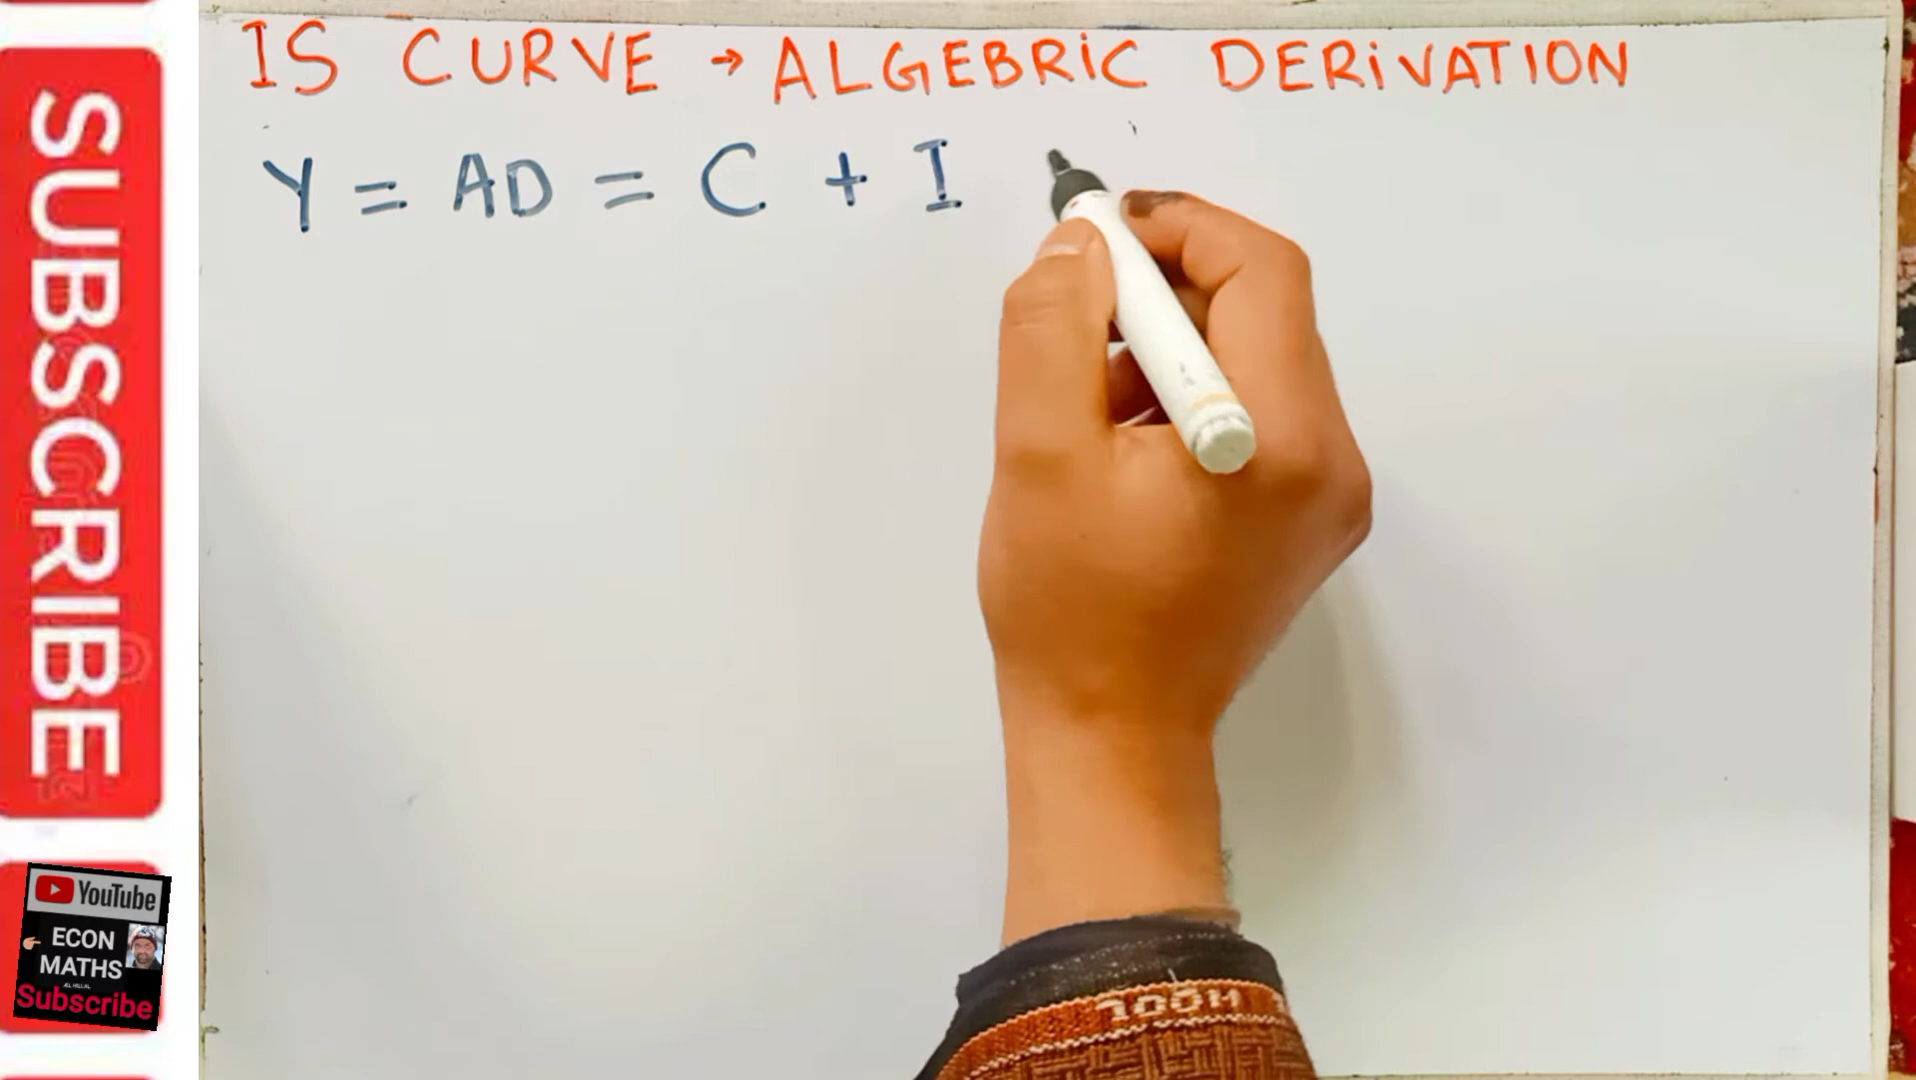 IS CURVE → ALGEBRIC DERIVATION
Y = AD = C + I
SUBSCRIBE
YouTube
ECON
MATHS
Subscribe